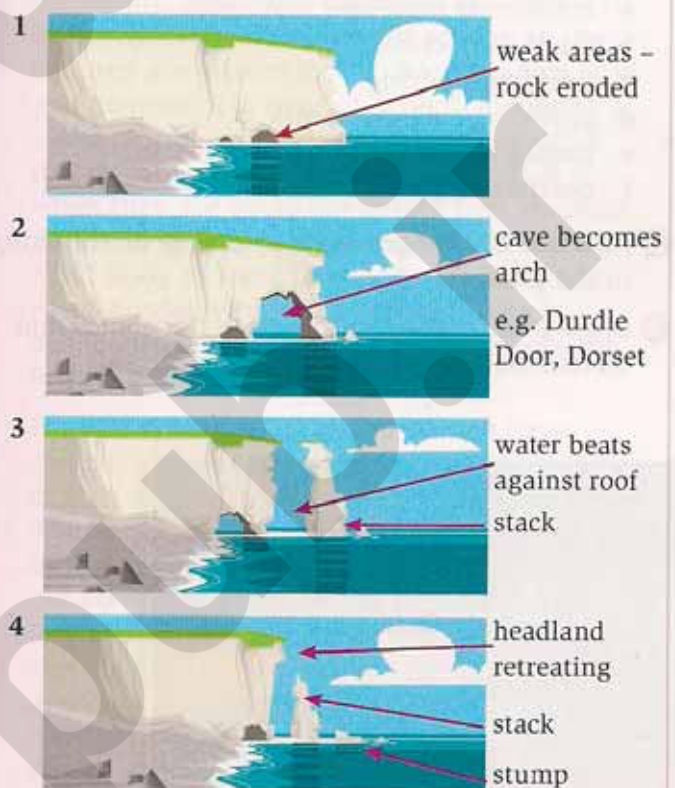 1
weak areas –
rock eroded
2
cave becomes
arch
e.g. Durdle
Door, Dorset
3
water beats
against roof
stack
4
headland
retreating
stack
stump